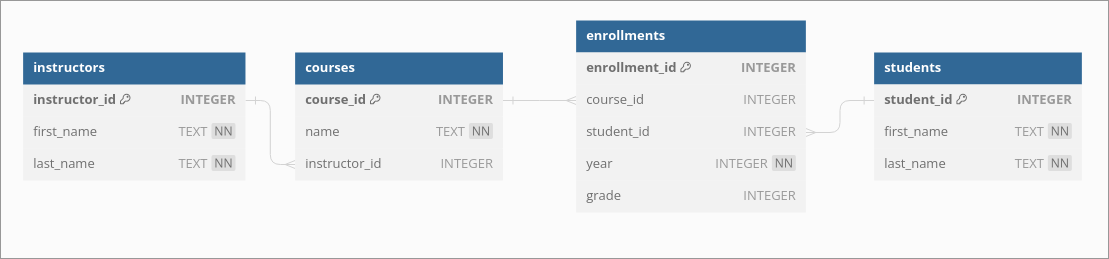 instructors
instructor_id INTEGER
first_name TEXT NN
last_name TEXT NN
courses
course_id INTEGER
name TEXT NN
instructor_id INTEGER
enrollments
enrollment_id INTEGER
course_id INTEGER
student_id INTEGER
year INTEGER NN
grade INTEGER
students
student_id INTEGER
first_name TEXT NN
last_name TEXT NN